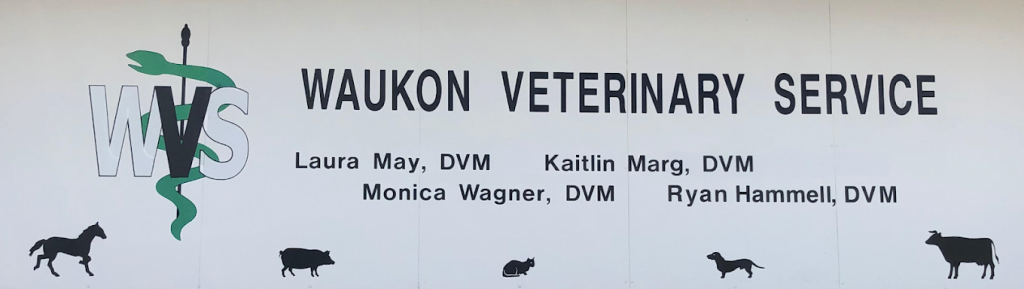 WVS
WAUKON VETERINARY SERVICE
Laura May, DVM Kaitlin Marg, DVM
Monica Wagner, DVM Ryan Hammell, DVM